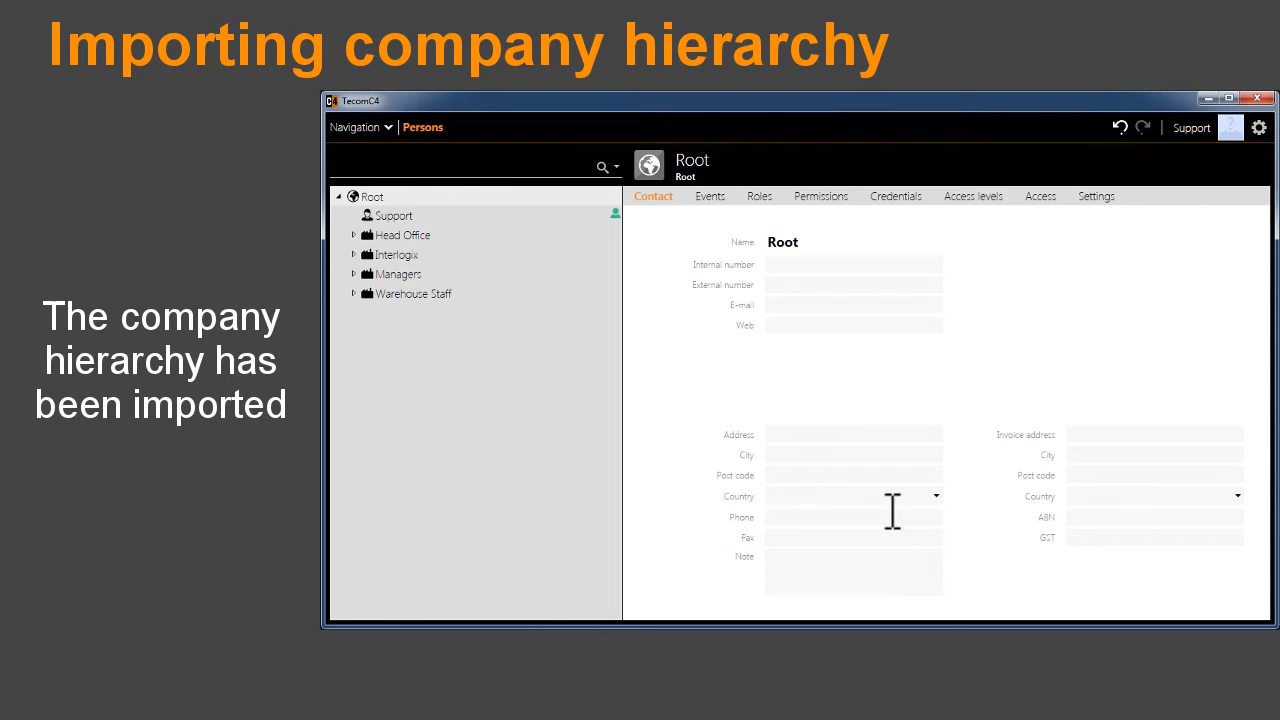 Importing company hierarchy
The company
hierarchy has
been imported
C4 TecomC4
Navigation Persons
Support
Root
Root
Root
Support
Head Office
Interlogix
Managers
Warehouse Staff
Contact Events Roles Permissions Credentials Access levels Access Settings
Name Root
Internal number
External number
E-mail
Web
Address Invoice address
City City
Post code Post code
Country Country
Phone ABN
Fax GST
Note